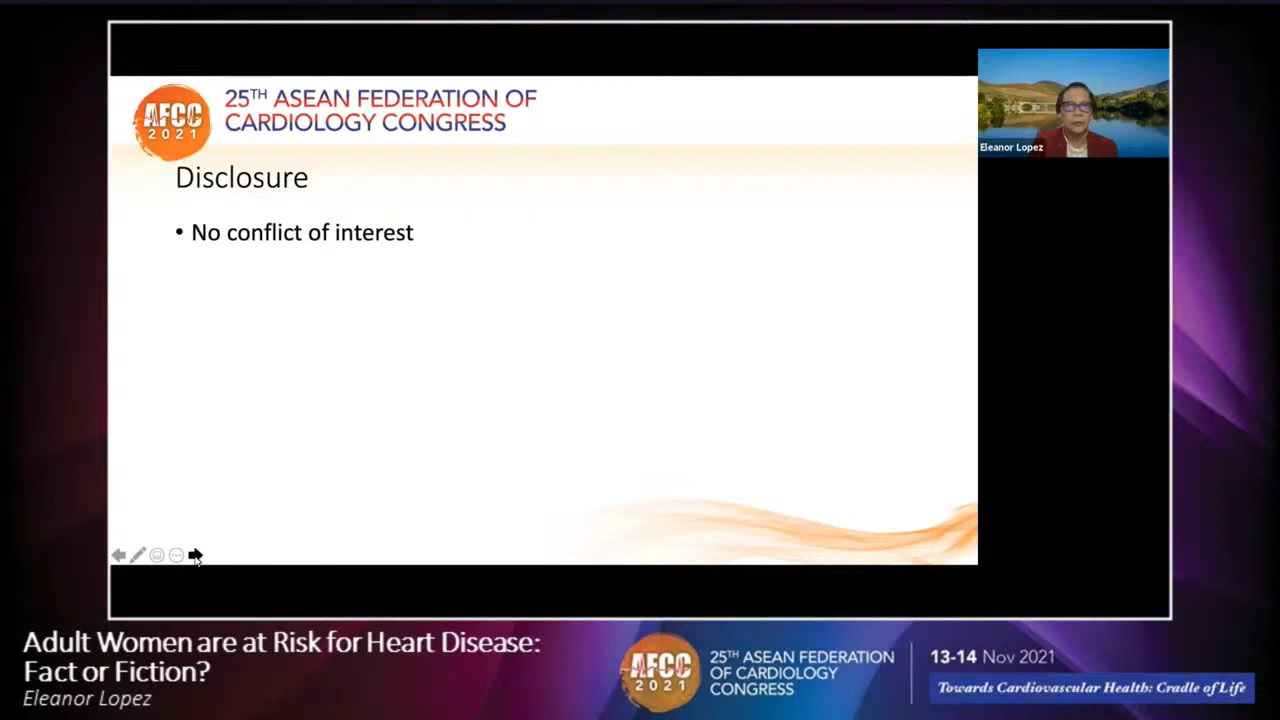 AFCC
2021
25TH ASEAN FEDERATION OF
CARDIOLOGY CONGRESS
Disclosure
• No conflict of interest
Eleanor Lopez
Adult Women are at Risk for Heart Disease:
Fact or Fiction?
Eleanor Lopez
AFCC
2021
25TH ASEAN FEDERATION
OF CARDIOLOGY
CONGRESS
13-14 Nov 2021
Towards Cardiovascular Health: Cradle of Life